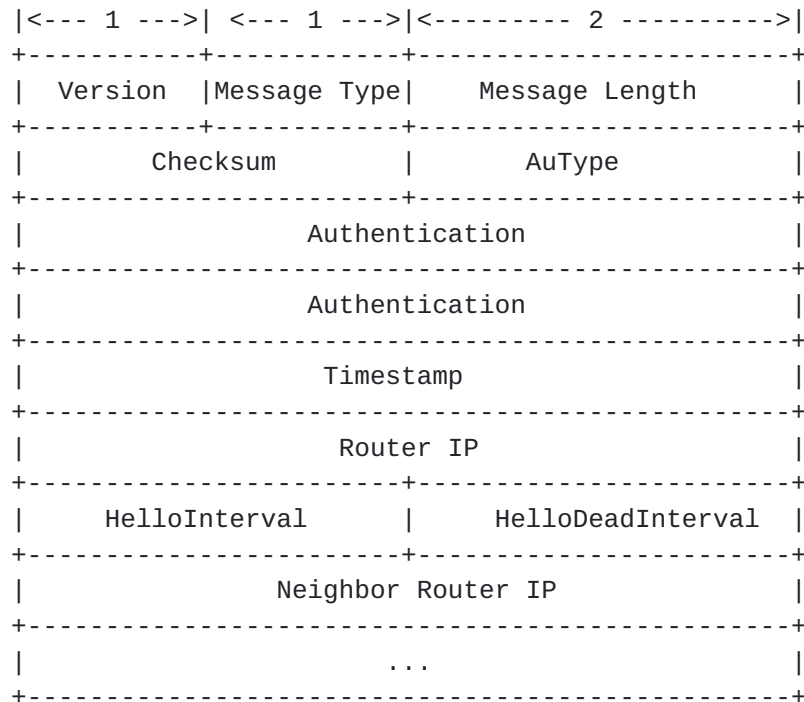 |<--- 1 --->| <--- 1 --->|<--------- 2 ---------->|
+-----------+------------+------------------------+
|  Version  |Message Type|    Message Length      |
+-----------+------------+------------------------+
|        Checksum        |       AuType           |
+------------------------+------------------------+
|                  Authentication                 |
+-------------------------------------------------+
|                  Authentication                 |
+-------------------------------------------------+
|                   Timestamp                     |
+-------------------------------------------------+
|                    Router IP                    |
+------------------------+------------------------+
|     HelloInterval      |     HelloDeadInterval  |
+------------------------+------------------------+
|                Neighbor Router IP               |
+-------------------------------------------------+
|                       ...                       |
+-------------------------------------------------+